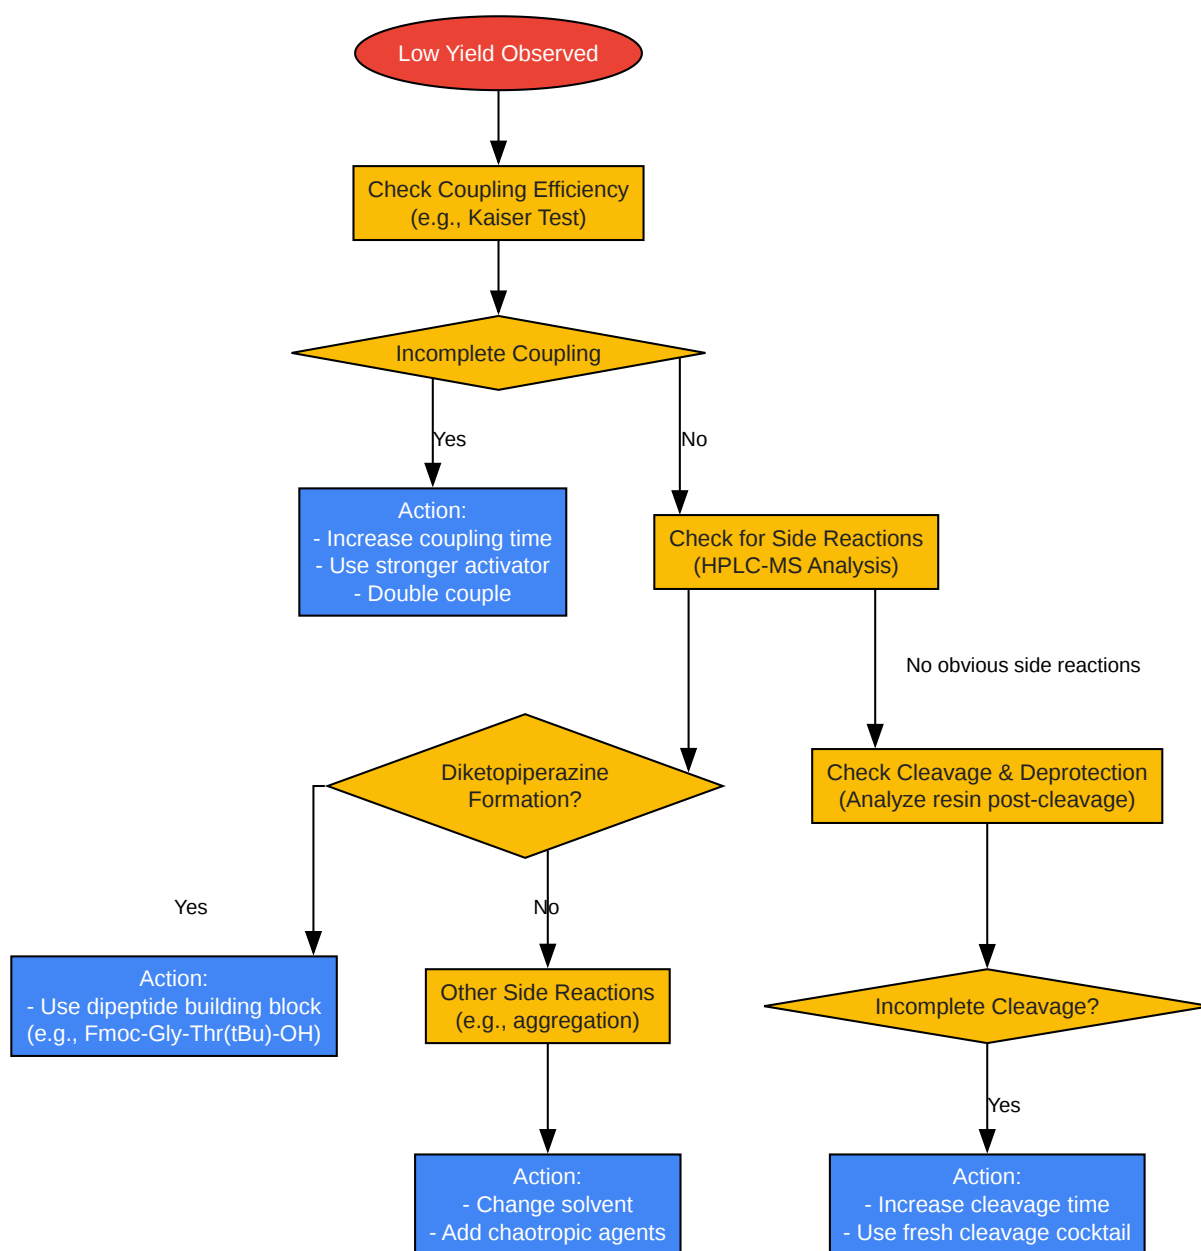 Low Yield Observed
Check Coupling Efficiency
(e.g., Kaiser Test)
Incomplete Coupling
Yes
No
Action:
- Increase coupling time
- Use stronger activator
- Double couple
Check for Side Reactions
(HPLC-MS Analysis)
No obvious side reactions
Diketopiperazine
Formation?
Check Cleavage & Deprotection
(Analyze resin post-cleavage)
Yes
No
Action:
- Use dipeptide building block
(e.g., Fmoc-Gly-Thr(tBu)-OH)
Other Side Reactions
(e.g., aggregation)
Incomplete Cleavage?
Yes
Action:
- Change solvent
- Add chaotropic agents
Action:
- Increase cleavage time
- Use fresh cleavage cocktail